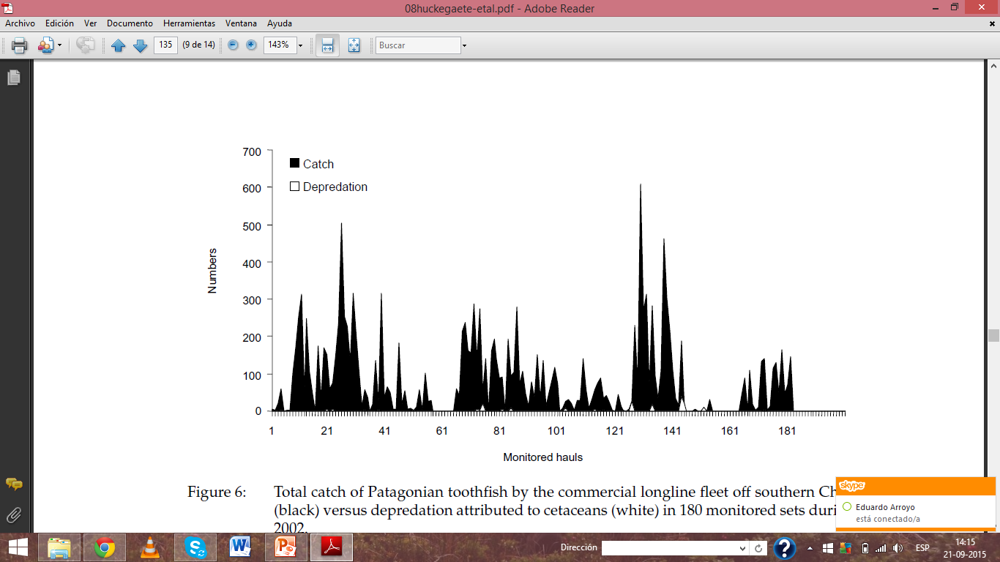 08huckegaete-etal.pdf - Adobe Reader
Archivo Edición Ver Documento Herramientas Ventana Ayuda
135 (9 de 14) 143% Buscar
700
600
500
400
300
200
100
0
Catch
Depredation
Numbers
1 21 41 61 81 101 121 141 161 181
Monitored hauls
Figure 6: Total catch of Patagonian toothfish by the commercial longline fleet off southern Ch
(black) versus depredation attributed to cetaceans (white) in 180 monitored sets duri
2002.
skype
Eduardo Arroyo
está conectado/a
Dirección
ESP
14:15
21-09-2015